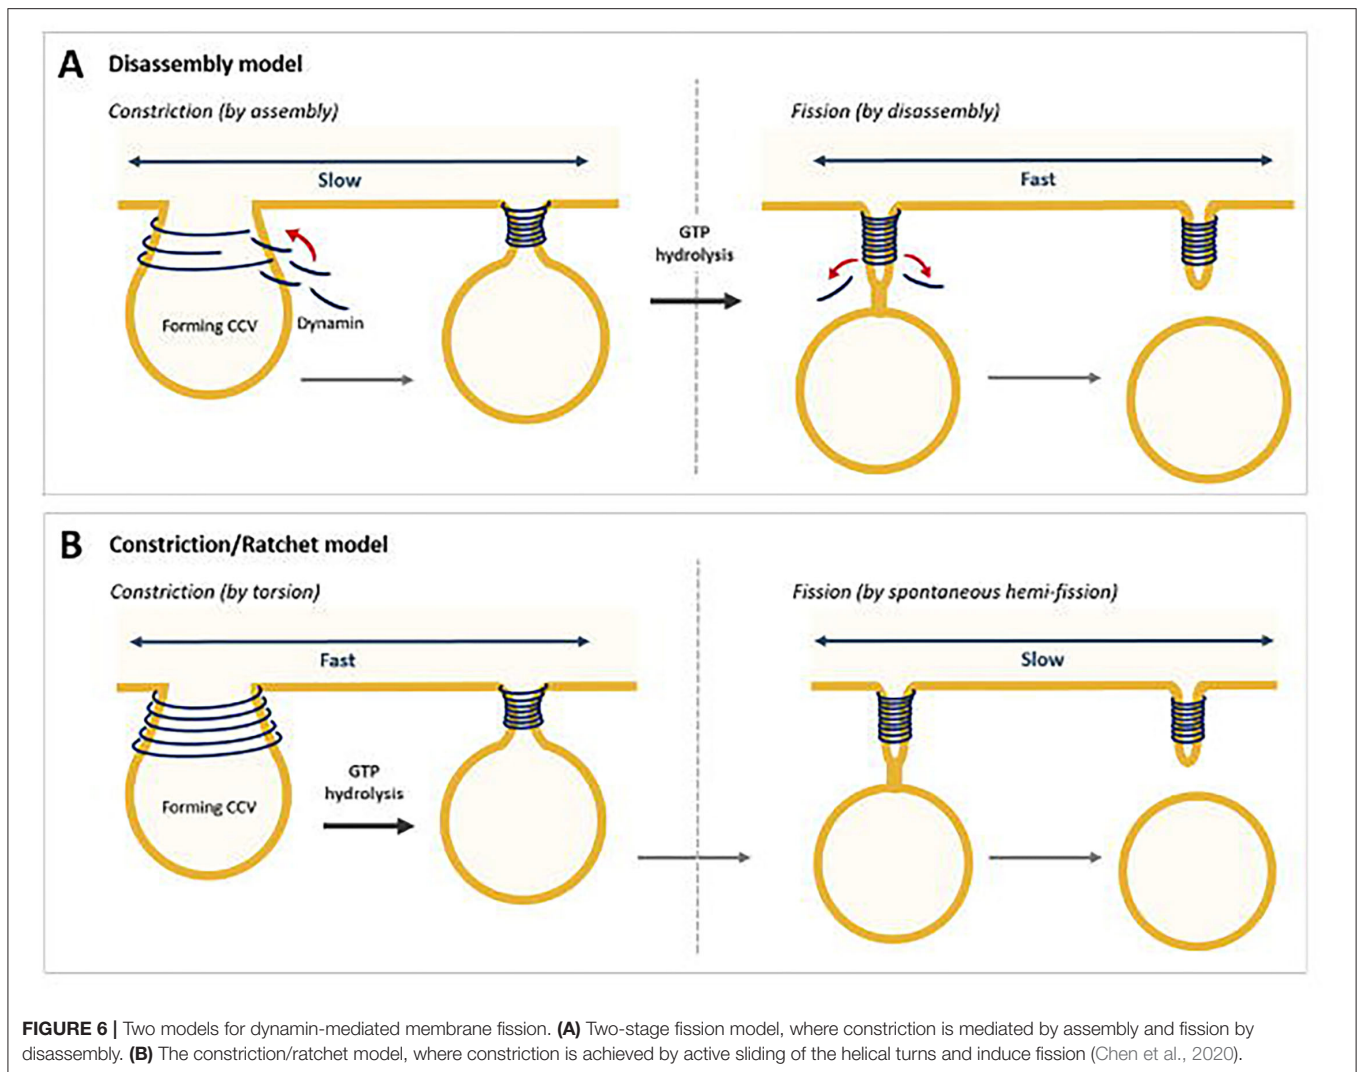 A Disassembly model
Constriction (by assembly)
Fission (by disassembly)
Slow
Fast
GTP
hydrolysis
Forming CCV
Dynamin
B Constriction/Ratchet model
Constriction (by torsion)
Fission (by spontaneous hemi-fission)
Fast
Slow
GTP
hydrolysis
Forming CCV
FIGURE 6 | Two models for dynamin-mediated membrane fission. (A) Two-stage fission model, where constriction is mediated by assembly and fission by
disassembly. (B) The constriction/ratchet model, where constriction is achieved by active sliding of the helical turns and induce fission (Chen et al., 2020).